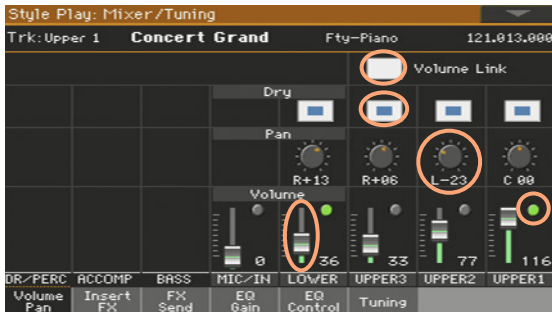 Style Play: Mixer/Tuning
Trk:Upper 1 Concert Grand Fty-Piano 121.013.000
Volume Link
Dry
Pan
R+13 R+06 L-23 C 00
Volume
0 36 33 77 116
DR/PERC ACCOMP BASS MIC/IN LOWER UPPER3 UPPER2 UPPER1
Volume Pan Insert FX FX Send EQ Gain EQ Control Tuning